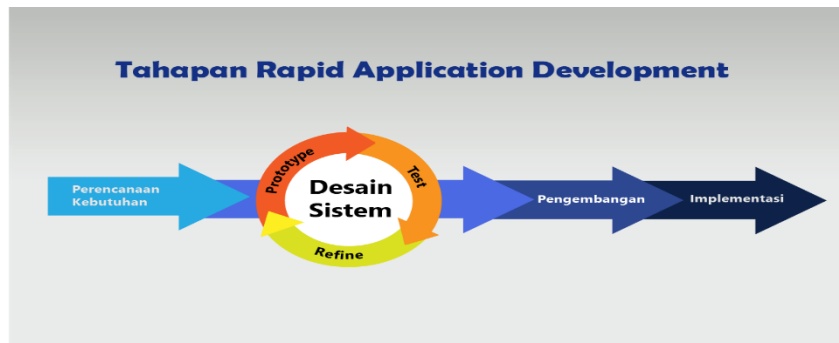 Tahapan Rapid Application Development
Perencanaan
Kebutuhan
Prototype
Test
Refine
Desain
Sistem
Pengembangan
Implementasi